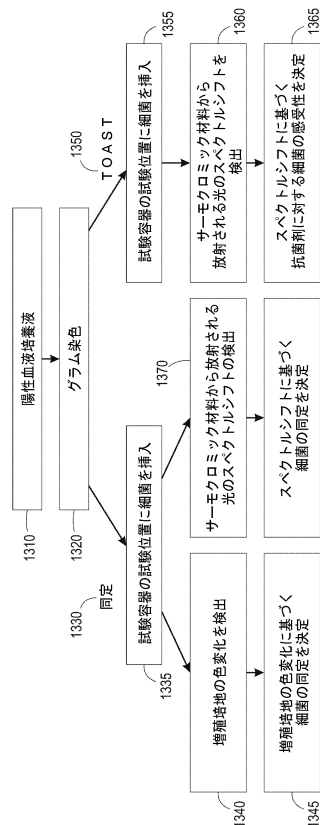 陽性血液培養液
1310
グラム染色
1320
1330
同定
1350
TOAST
試験容器の試験位置に細菌を挿入
1335
試験容器の試験位置に細菌を挿入
1355
増殖培地の色変化を検出
1340
サーモクロミック材料から放射される
光のスペクトルシフトの検出
1370
サーモクロミック材料から
放射される光のスペクトルシフトを
検出
1360
増殖培地の色変化に基づく
細菌の同定を決定
1345
スペクトルシフトに基づく
細菌の同定を決定
スペクトルシフトに基づく
抗菌剤に対する細菌の感受性を決定
1365